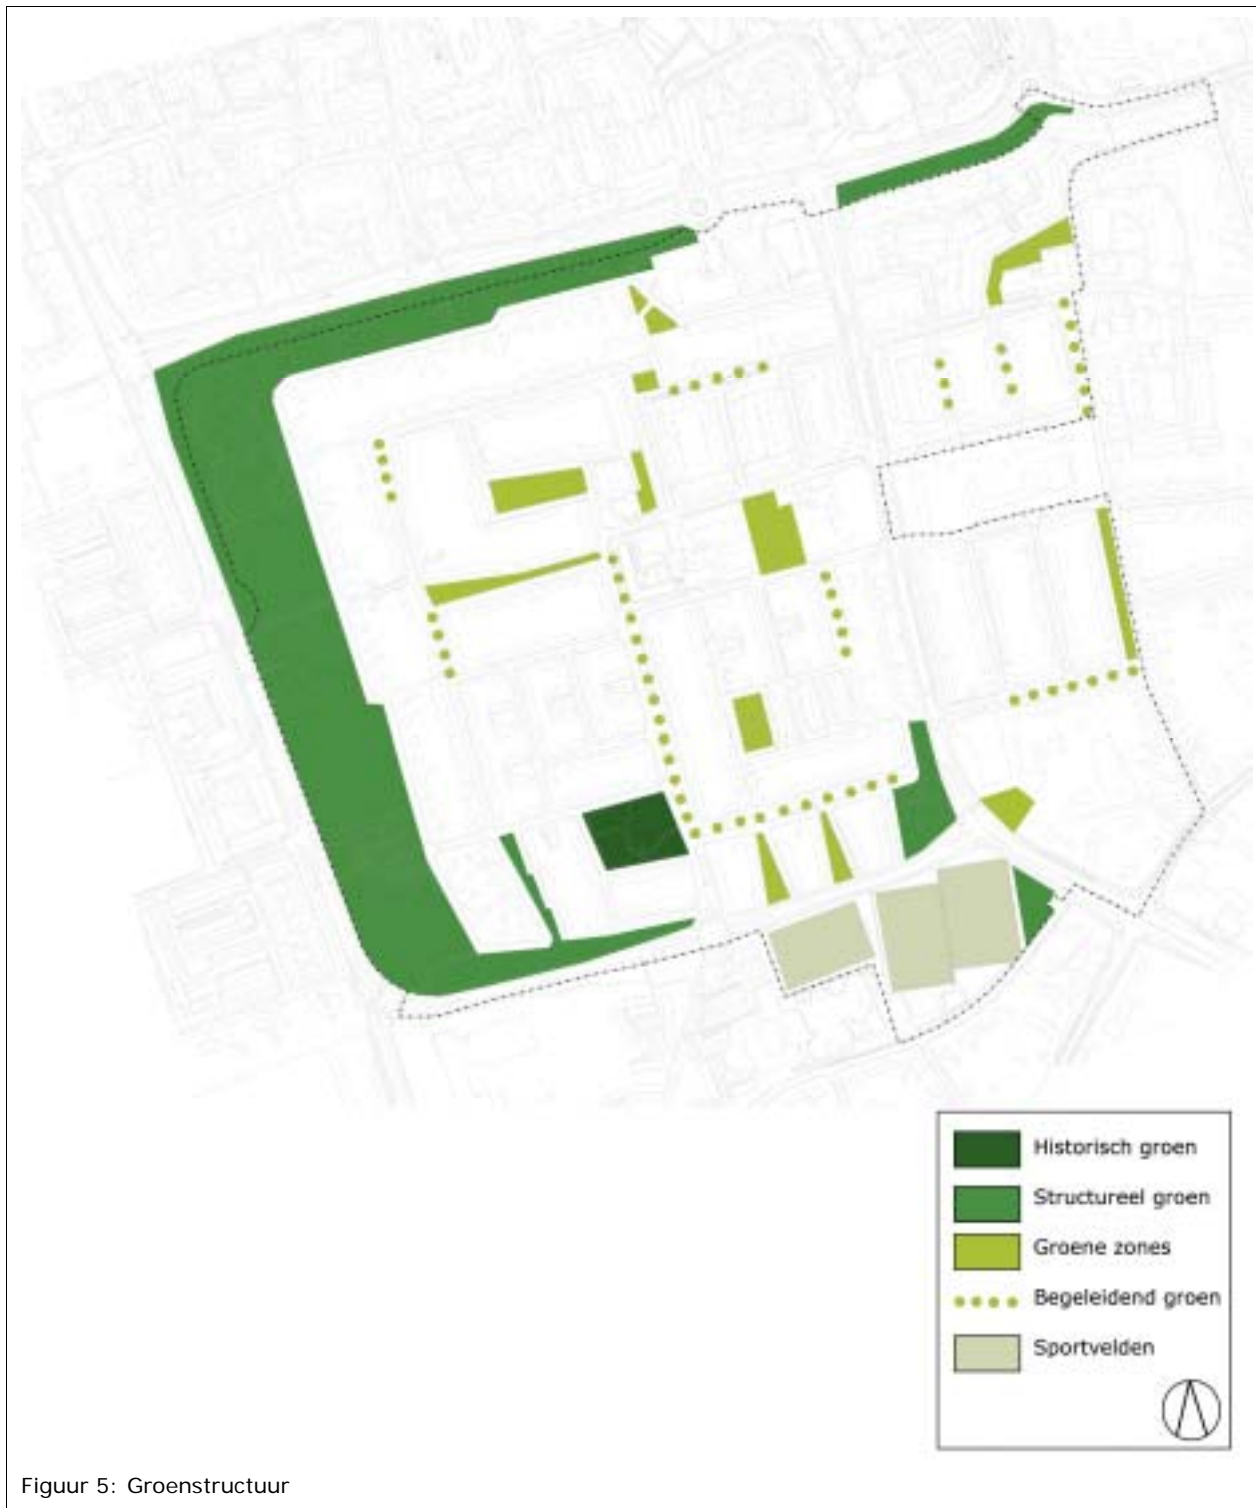 Historisch groen
Structureel groen
Groene zones
Begeleidend groen
Sportvelden
Figuur 5: Groenstructuur